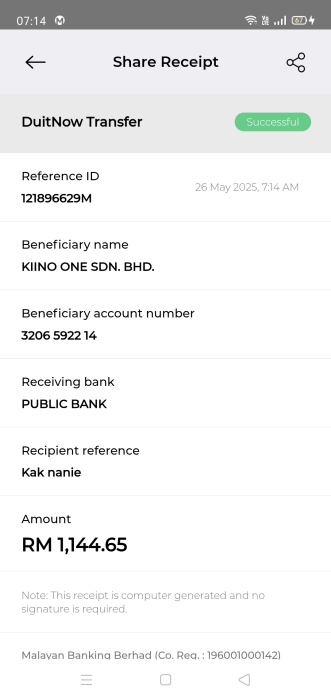 07:14
67
Share Receipt
DuitNow Transfer
Successful
Reference ID
26 May 2025, 7:14 AM
121896629M
Beneficiary name
KIINO ONE SDN. BHD.
Beneficiary account number
3206 5922 14
Receiving bank
PUBLIC BANK
Recipient reference
Kak nanie
Amount
RM 1,144.65
Note: This receipt is computer generated and no
signature is required.
Malayan Banking Berhad (Co. Reg. : 196001000142)